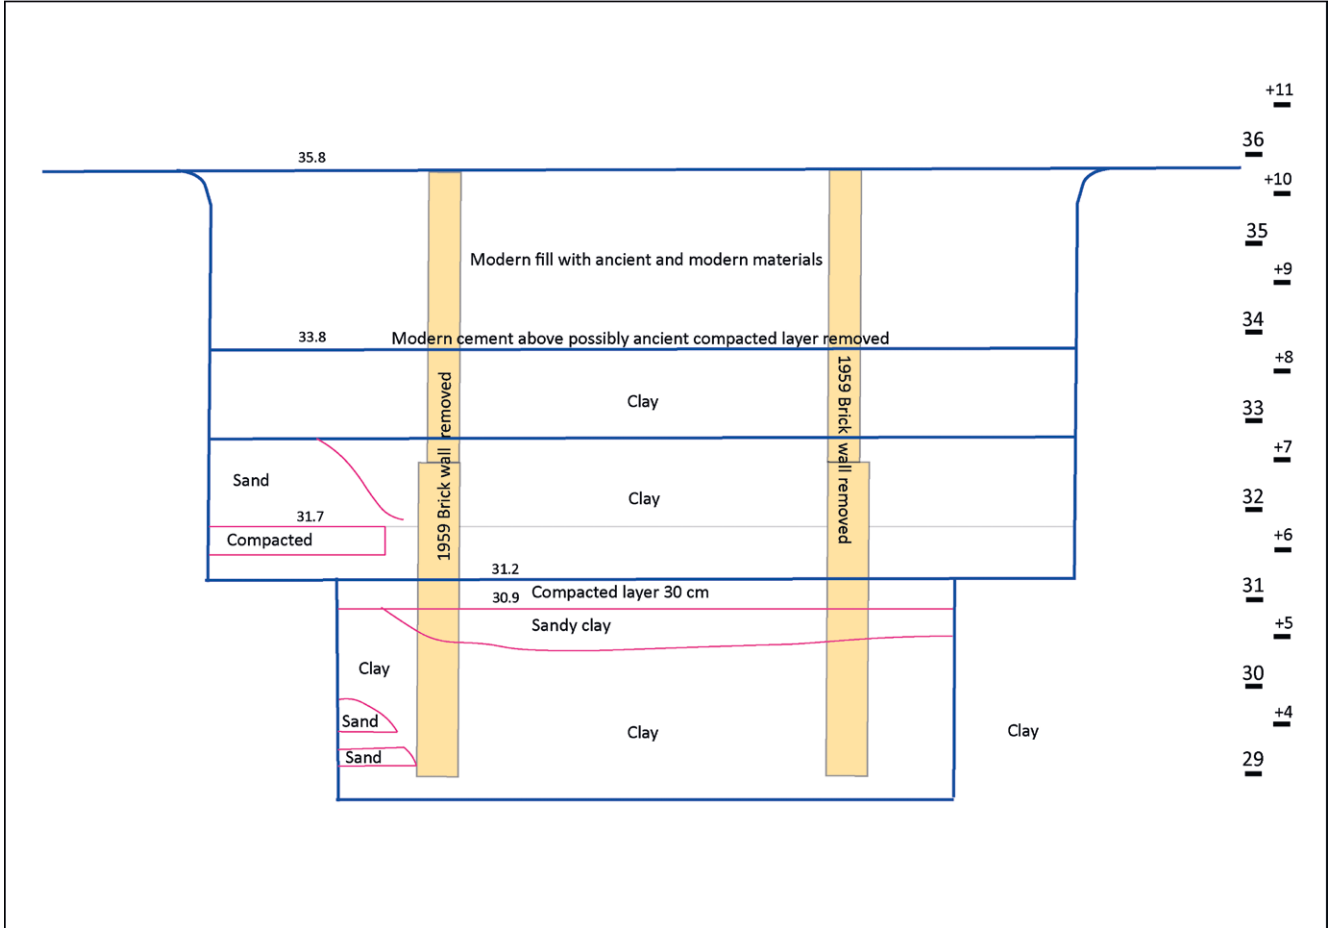 +11
36
35.8
+10
35
Modern fill with ancient and modern materials
+9
34
33.8
Modern cement above possibly ancient compacted layer removed
+8
1959 Brick wall removed
1959 Brick wall removed
Clay
33
+7
Sand
Clay
32
31.7
Compacted
+6
31.2
31
Compacted layer 30 cm
30.9
Sandy clay
+5
Clay
30
Sand
+4
Clay
Clay
Sand
29